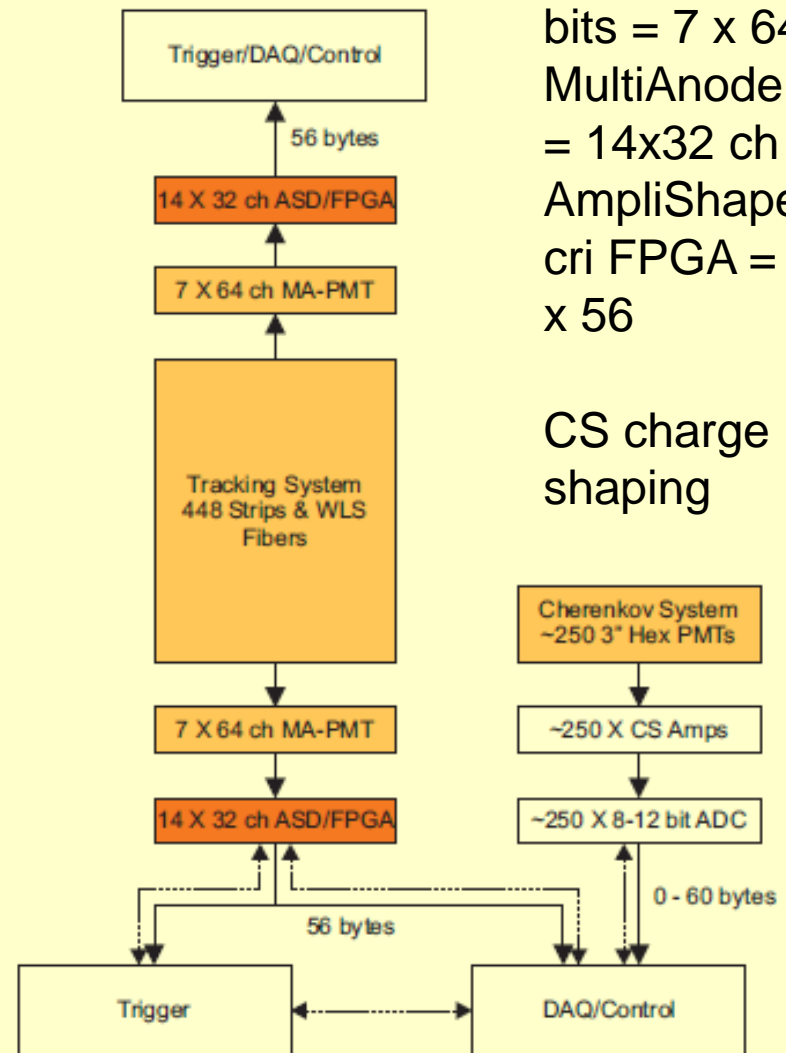 Trigger/DAQ/Control
56 bytes
14 X 32 ch ASD/FPGA
7 X 64 ch MA-PMT
Tracking System
448 Strips & WLS
Fibers
7 X 64 ch MA-PMT
14 X 32 ch ASD/FPGA
56 bytes
Trigger
bits = 7 x 64
MultiAnode
= 14x32 ch
AmpliShape
cri FPGA =
x 56
CS charge
shaping
Cherenkov System
~250 3" Hex PMTs
~250 X CS Amps
~250 X 8-12 bit ADC
0 - 60 bytes
DAQ/Control